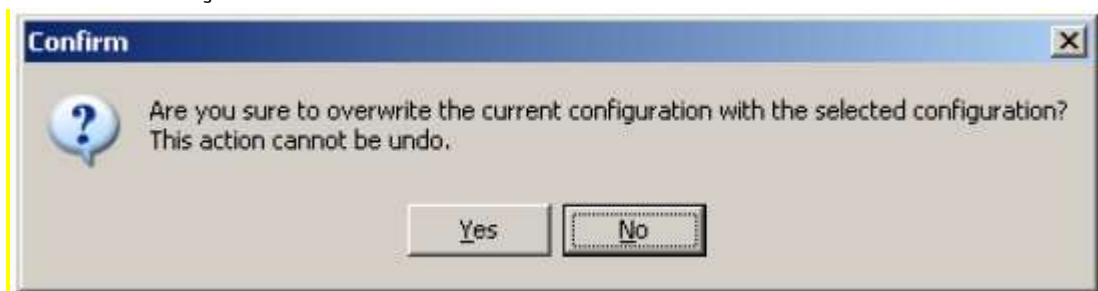 Confirm
Are you sure to overwrite the current configuration with the selected configuration?
This action cannot be undo.
Yes
No